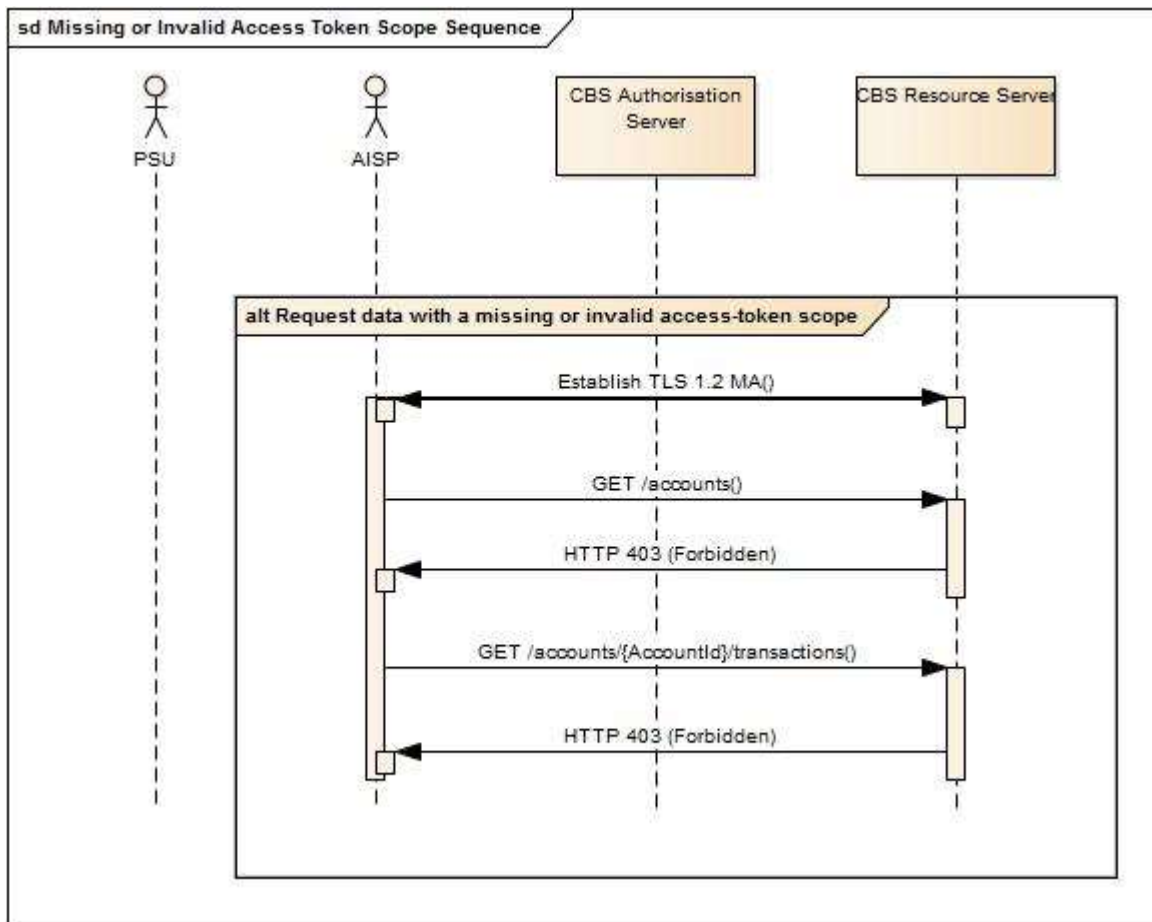 sd Missing or Invalid Access Token Scope Sequence
PSU
AISP
CBS Authorisation
Server
CBS Resource Server
alt Request data with a missing or invalid access-token scope
Establish TLS 1.2 MA()
GET /accounts()
HTTP 403 (Forbidden)
GET /accounts/{AccountId}/transactions()
HTTP 403 (Forbidden)